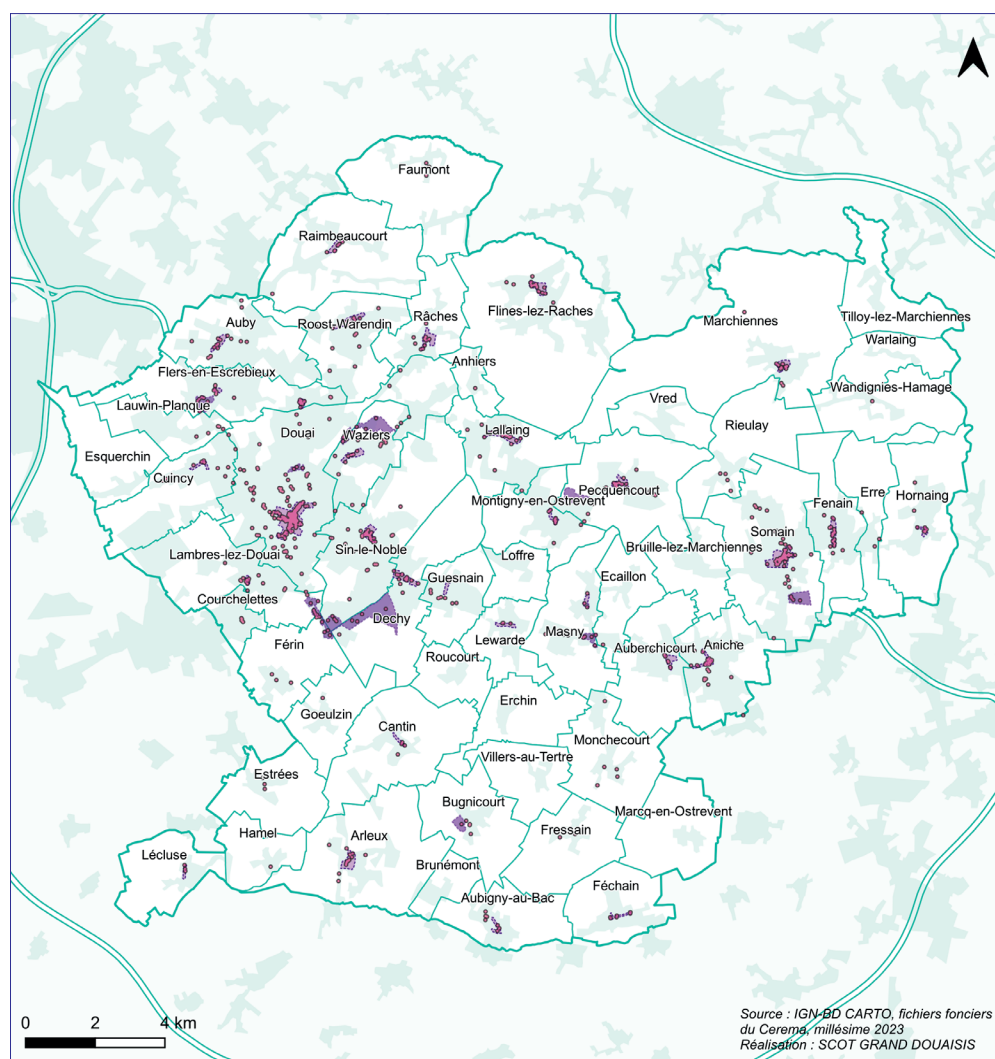 Faumont
Raimbeaucourt
Auby
Roost-Warendin
Râches
Flines-lez-Raches
Marchiennes
Tilloy-lez-Marchiennes
Warlaing
Anhiers
Flers-en-Escrebieux
Wandignies-Hamage
Lauwin-Planque
Vred
Rieulay
Douai
Waziers
Lallaing
Esquerchin
Cuincy
Pecquencourt
Montigny-en-Ostrevent
Fenain
Erre
Hornaing
Somain
Lambres-lez-Douai
Sin-le-Noble
Loffre
Bruille-lez-Marchiennes
Guesnain
Ecaillon
Courchelettes
Dechy
Férin
Lewarde
Masny
Auberchicourt
Aniche
Roucourt
Goeulzin
Cantin
Erchin
Monchecourt
Villers-au-Tertre
Estrées
Bugnicourt
Marcq-en-Ostrevent
Hamel
Arleux
Fressain
Lécluse
Brunémont
Aubigny-au-Bac
Féchain
0 2 4 km
Source : IGN-BD CARTO, fichiers fonciers
du Cerema, millésime 2023
Réalisation : SCOT GRAND DOUAISIS